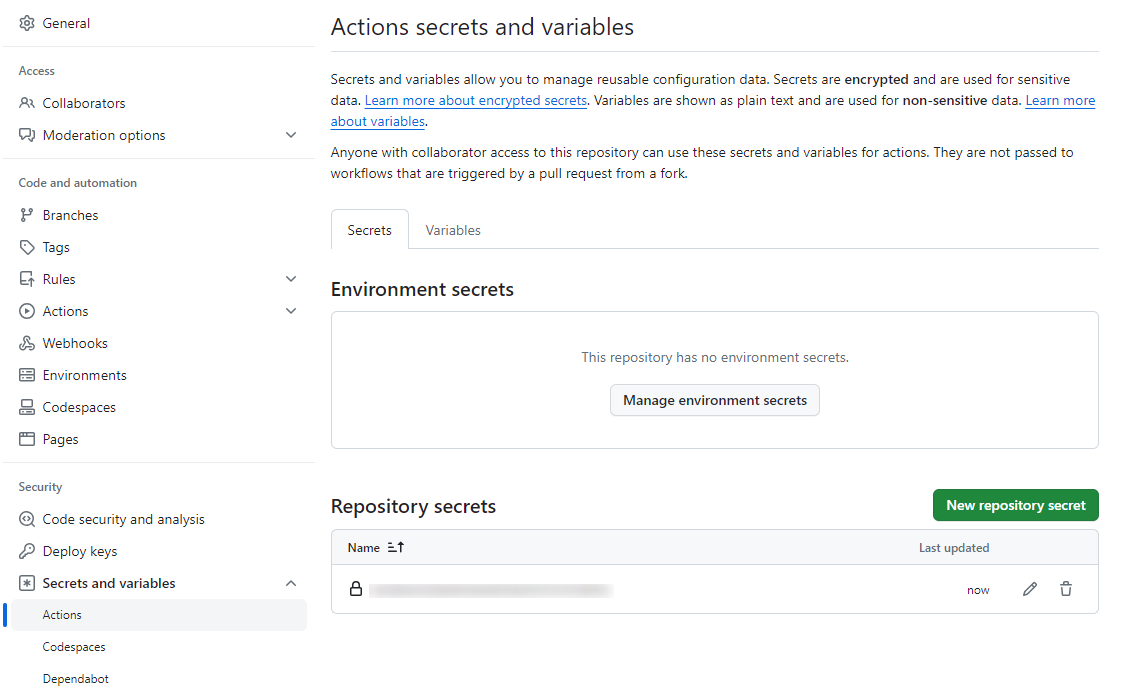 General
Access
Collaborators
Moderation options
Code and automation
Branches
Tags
Rules
Actions
Webhooks
Environments
Codespaces
Pages
Security
Code security and analysis
Deploy keys
Secrets and variables
Actions
Codespaces
Dependabot
Actions secrets and variables
Secrets and variables allow you to manage reusable configuration data. Secrets are encrypted and are used for sensitive
data. Learn more about encrypted secrets. Variables are shown as plain text and are used for non-sensitive data. Learn more
about variables.
Anyone with collaborator access to this repository can use these secrets and variables for actions. They are not passed to
workflows that are triggered by a pull request from a fork.
Secrets Variables
Environment secrets
This repository has no environment secrets.
Manage environment secrets
Repository secrets New repository secret
Name Last updated
now